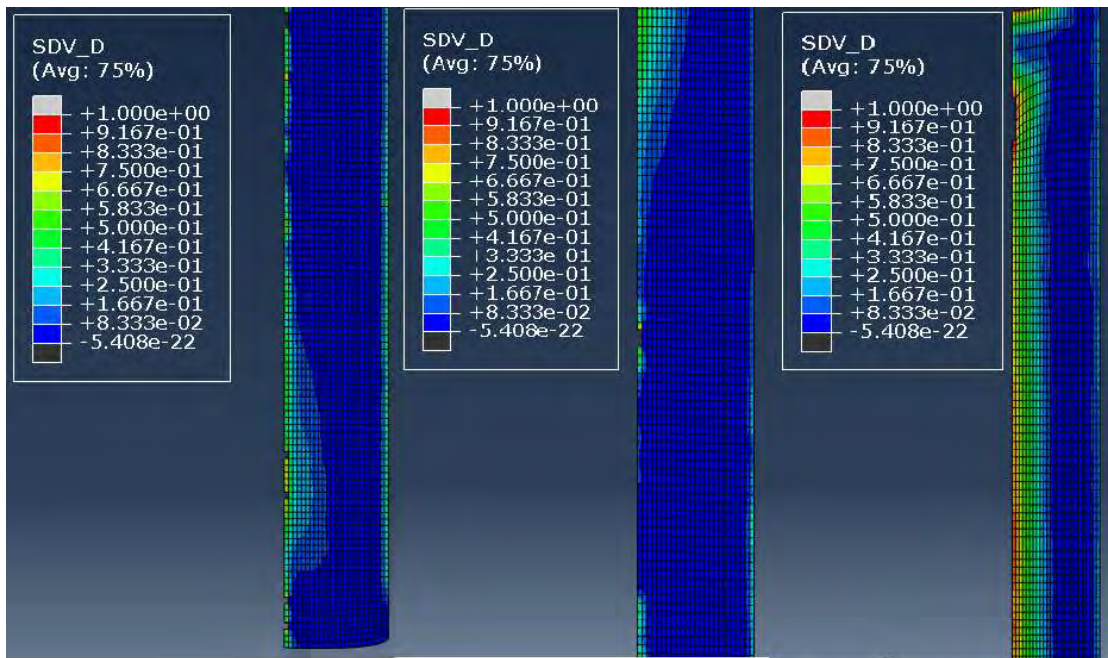 SDV_D
(Avg: 75%)
+1.000e+00
+9.167e-01
+8.333e-01
+7.500e-01
+6.667e-01
+5.833e-01
+5.000e-01
+4.167e-01
+3.333e-01
+2.500e-01
+1.667e-01
+8.333e-02
-5.408e-22
SDV_D
(Avg: 75%)
+1.000e+00
+9.167e-01
+8.333e-01
+7.500e-01
+6.667e-01
+5.833e-01
+5.000e-01
+4.167e-01
+3.333e-01
+2.500e-01
+1.667e-01
+8.333e-02
-5.408e-22
SDV_D
(Avg: 75%)
+1.000e+00
+9.167e-01
+8.333e-01
+7.500e-01
+6.667e-01
+5.833e-01
+5.000e-01
+4.167e-01
+3.333e-01
+2.500e-01
+1.667e-01
+8.333e-02
-5.408e-22